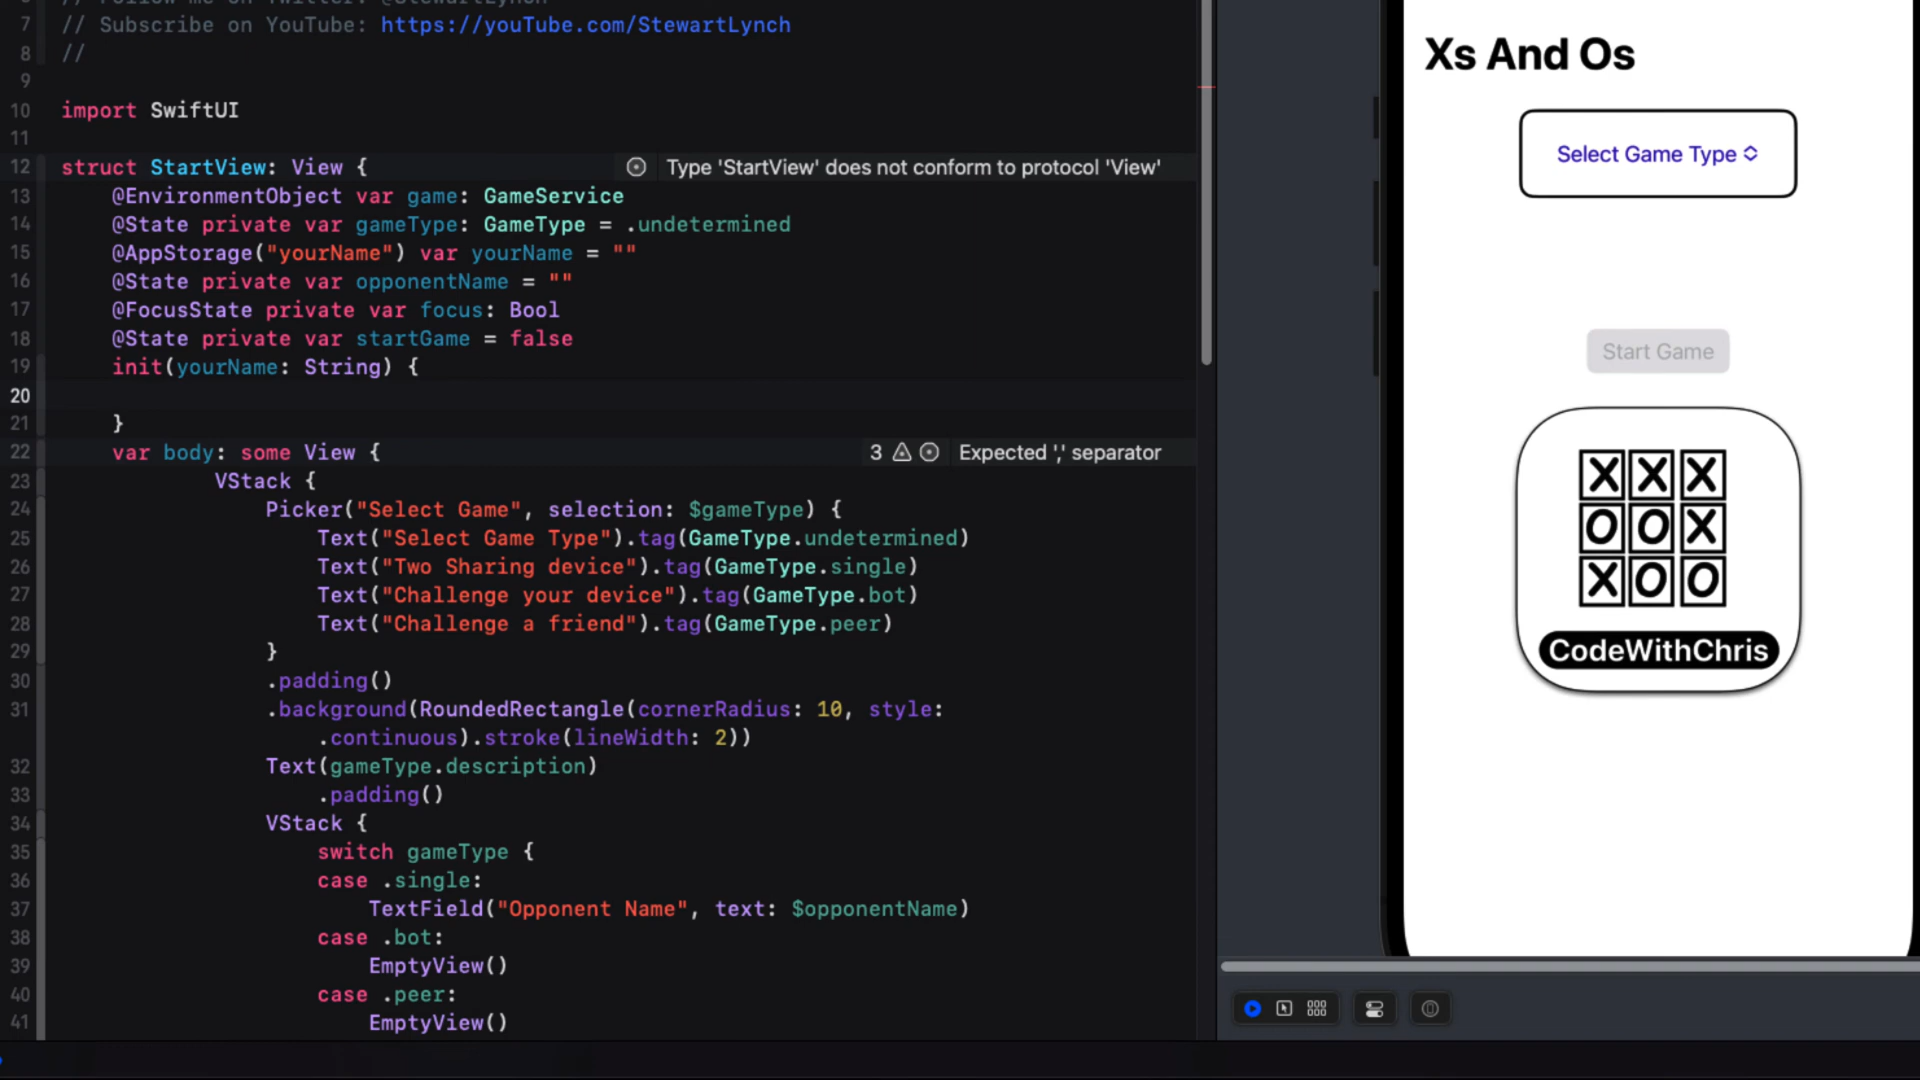 // Follow me on Twitter: @StewartLynch
7 // Subscribe on YouTube: https://youTube.com/StewartLynch
8 //
9
10 import SwiftUI
11
12 struct StartView: View { Type 'StartView' does not conform to protocol 'View'
13 @EnvironmentObject var game: GameService
14 @State private var gameType: GameType = .undetermined
15 @AppStorage("yourName") var yourName = ""
16 @State private var opponentName = ""
17 @FocusState private var focus: Bool
18 @State private var startGame = false
19 init(yourName: String) {
20
21 }
22 var body: some View { 3 Expected ',' separator
23 VStack {
24 Picker("Select Game", selection: $gameType) {
25 Text("Select Game Type").tag(GameType.undetermined)
26 Text("Two Sharing device").tag(GameType.single)
27 Text("Challenge your device").tag(GameType.bot)
28 Text("Challenge a friend").tag(GameType.peer)
29 }
30 .padding()
31 .background(RoundedRectangle(cornerRadius: 10, style:
.continuous).stroke(lineWidth: 2))
32 Text(gameType.description)
33 .padding()
34 VStack {
35 switch gameType {
36 case .single:
37 TextField("Opponent Name", text: $opponentName)
38 case .bot:
39 EmptyView()
40 case .peer:
41 EmptyView()
Xs And Os
Select Game Type
Start Game
X X X
O O X
X O O
CodeWithChris